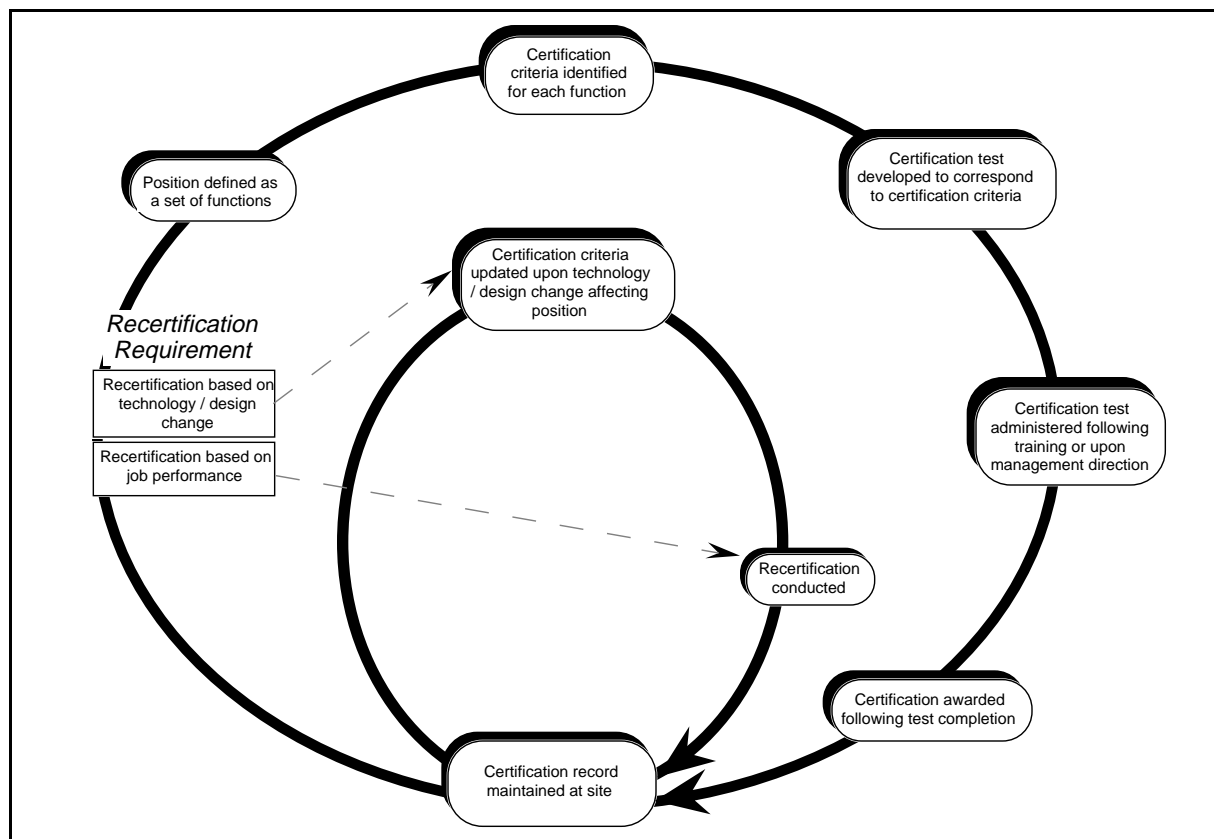 Certification
criteria identified
for each function
Position defined as
a set of functions
Certification test
developed to correspond
to certification criteria
Certification criteria
updated upon technology
/ design change affecting
position
Recertification
Requirement
Recertification based on
technology / design
change
Recertification based on
job performance
Certification test
administered following
training or upon
management direction
Recertification
conducted
Certification awarded
following test completion
Certification record
maintained at site